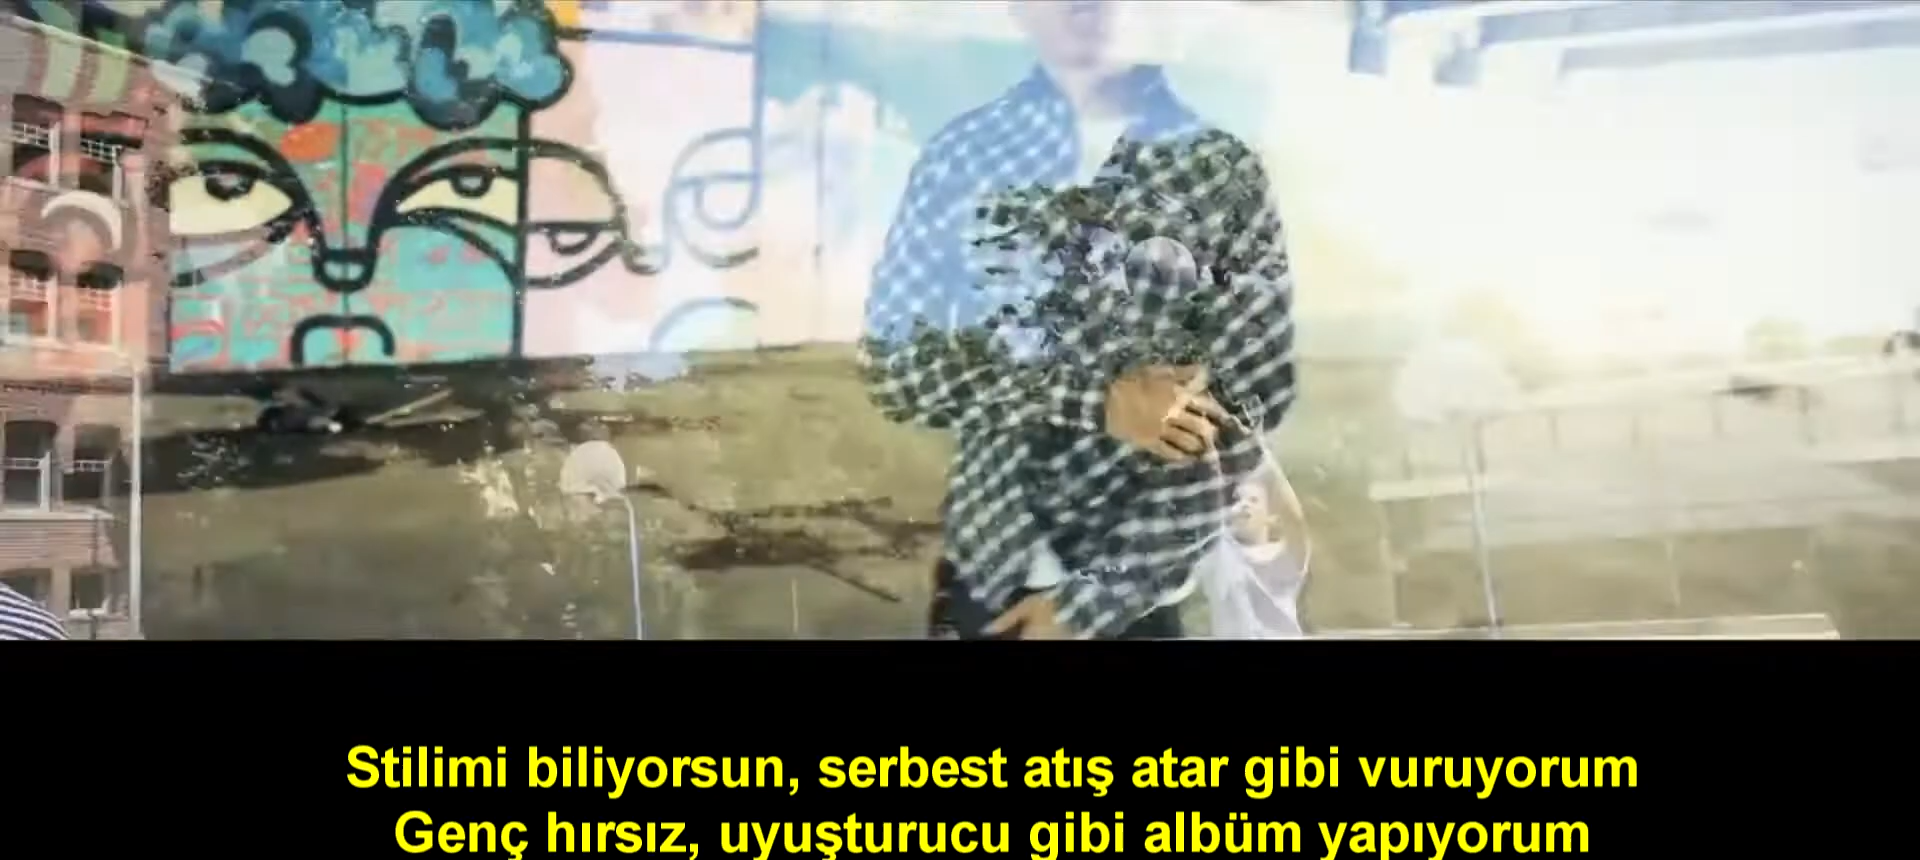 Stilimi biliyorsun, serbest atış atar gibi vuruyorum
Genç hırsız, uyuşturucu gibi albüm yapıyorum